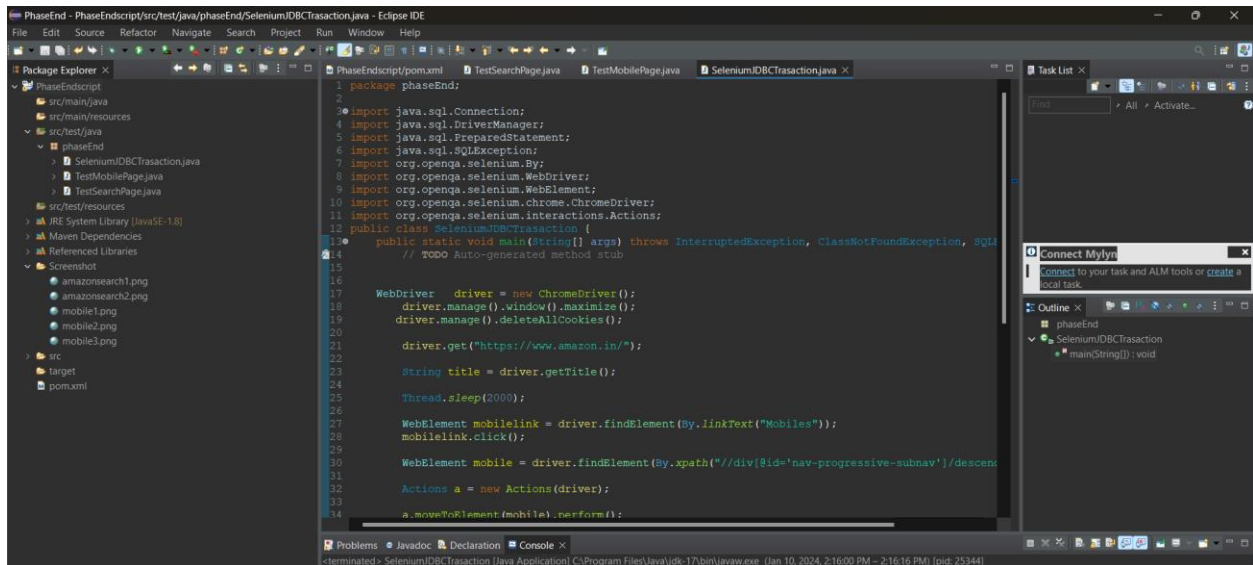 PhaseEnd - PhaseEndscript/src/test/java/phaseEnd/SeleniumJDBCTrasaction.java - Eclipse IDE
File Edit Source Refactor Navigate Search Project Run Window Help
Package Explorer
PhaseEndscript
src/main/java
src/main/resources
src/test/java
phaseEnd
SeleniumJDBCTrasaction.java
TestMobilePage.java
TestSearchPage.java
src/test/resources
JRE System Library [JavaSE-1.8]
Maven Dependencies
Referenced Libraries
Screenshot
amazonsearch1.png
amazonsearch2.png
mobile1.png
mobile2.png
mobile3.png
src
target
pom.xml
PhaseEndscript/pom.xml TestSearchPage.java TestMobilePage.java SeleniumJDBCTrasaction.java
1 package phaseEnd;
2
3 import java.sql.Connection;
4 import java.sql.DriverManager;
5 import java.sql.PreparedStatement;
6 import java.sql.SQLException;
7 import org.openqa.selenium.By;
8 import org.openqa.selenium.WebDriver;
9 import org.openqa.selenium.WebElement;
10 import org.openqa.selenium.chrome.ChromeDriver;
11 import org.openqa.selenium.interactions.Actions;
12 public class SeleniumJDBCTrasaction {
13 public static void main(String[] args) throws InterruptedException, ClassNotFoundException, SQLE
14 // TODO Auto-generated method stub
15
16
17 WebDriver driver = new ChromeDriver();
18 driver.manage().window().maximize();
19 driver.manage().deleteAllCookies();
20
21 driver.get("https://www.amazon.in/");
22
23 String title = driver.getTitle();
24
25 Thread.sleep(2000);
26
27 WebElement mobilelink = driver.findElement(By.linkText("Mobiles"));
28 mobilelink.click();
29
30 WebElement mobile = driver.findElement(By.xpath("//div[@id='nav-progressive-subnav']/descend
31
32 Actions a = new Actions(driver);
33
34 a.moveToElement(mobile).perform();
Problems Javadoc Declaration Console
<terminated> SeleniumJDBCTrasaction [Java Application] C:\Program Files\Java\jdk-17\bin\javaw.exe (Jan 10, 2024, 2:16:00 PM – 2:16:16 PM) [pid: 25344]
Task List
Find All Activate...
Connect Mylyn
Connect to your task and ALM tools or create a
local task.
Outline
phaseEnd
SeleniumJDBCTrasaction
main(String[]) : void